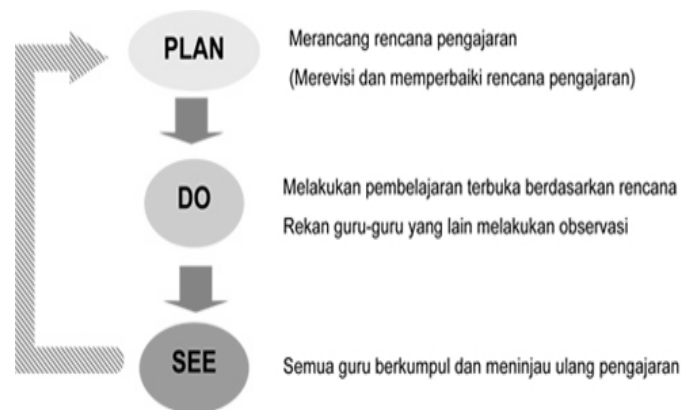 PLAN
Merancang rencana pengajaran
(Merevisi dan memperbaiki rencana pengajaran)
DO
Melakukan pembelajaran terbuka berdasarkan rencana
Rekan guru-guru yang lain melakukan observasi
SEE
Semua guru berkumpul dan meninjau ulang pengajaran